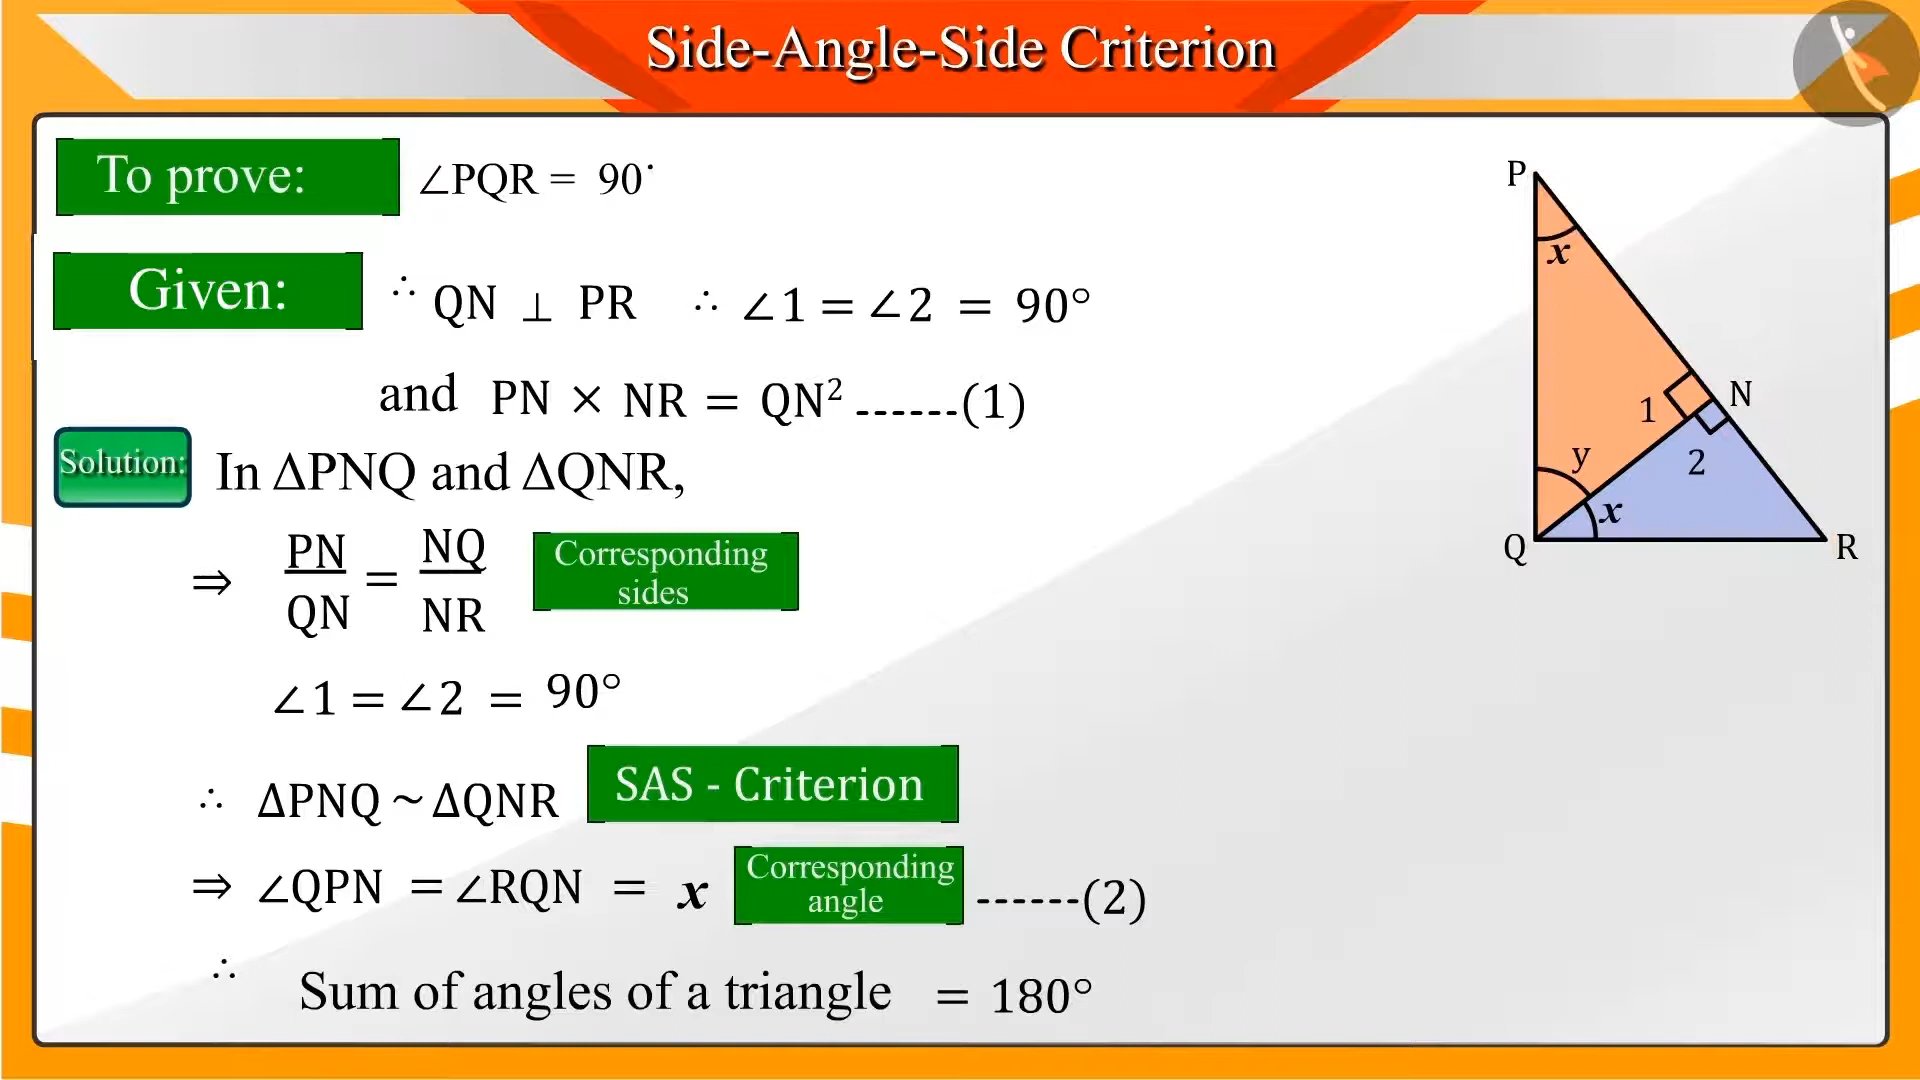 Side-Angle-Side Criterion
To prove: ∠PQR = 90˙
Given: ∴ QN ⊥ PR ∴ ∠1 = ∠2 = 90°
and PN × NR = QN² ------(1)
Solution: In ΔPNQ and ΔQNR,
⇒ PN/QN = NQ/NR Corresponding sides
∠1 = ∠2 = 90°
∴ ΔPNQ ~ ΔQNR SAS - Criterion
⇒ ∠QPN = ∠RQN = x Corresponding angle ------(2)
∴ Sum of angles of a triangle = 180°
P
x
N
1
y
2
x
Q
R